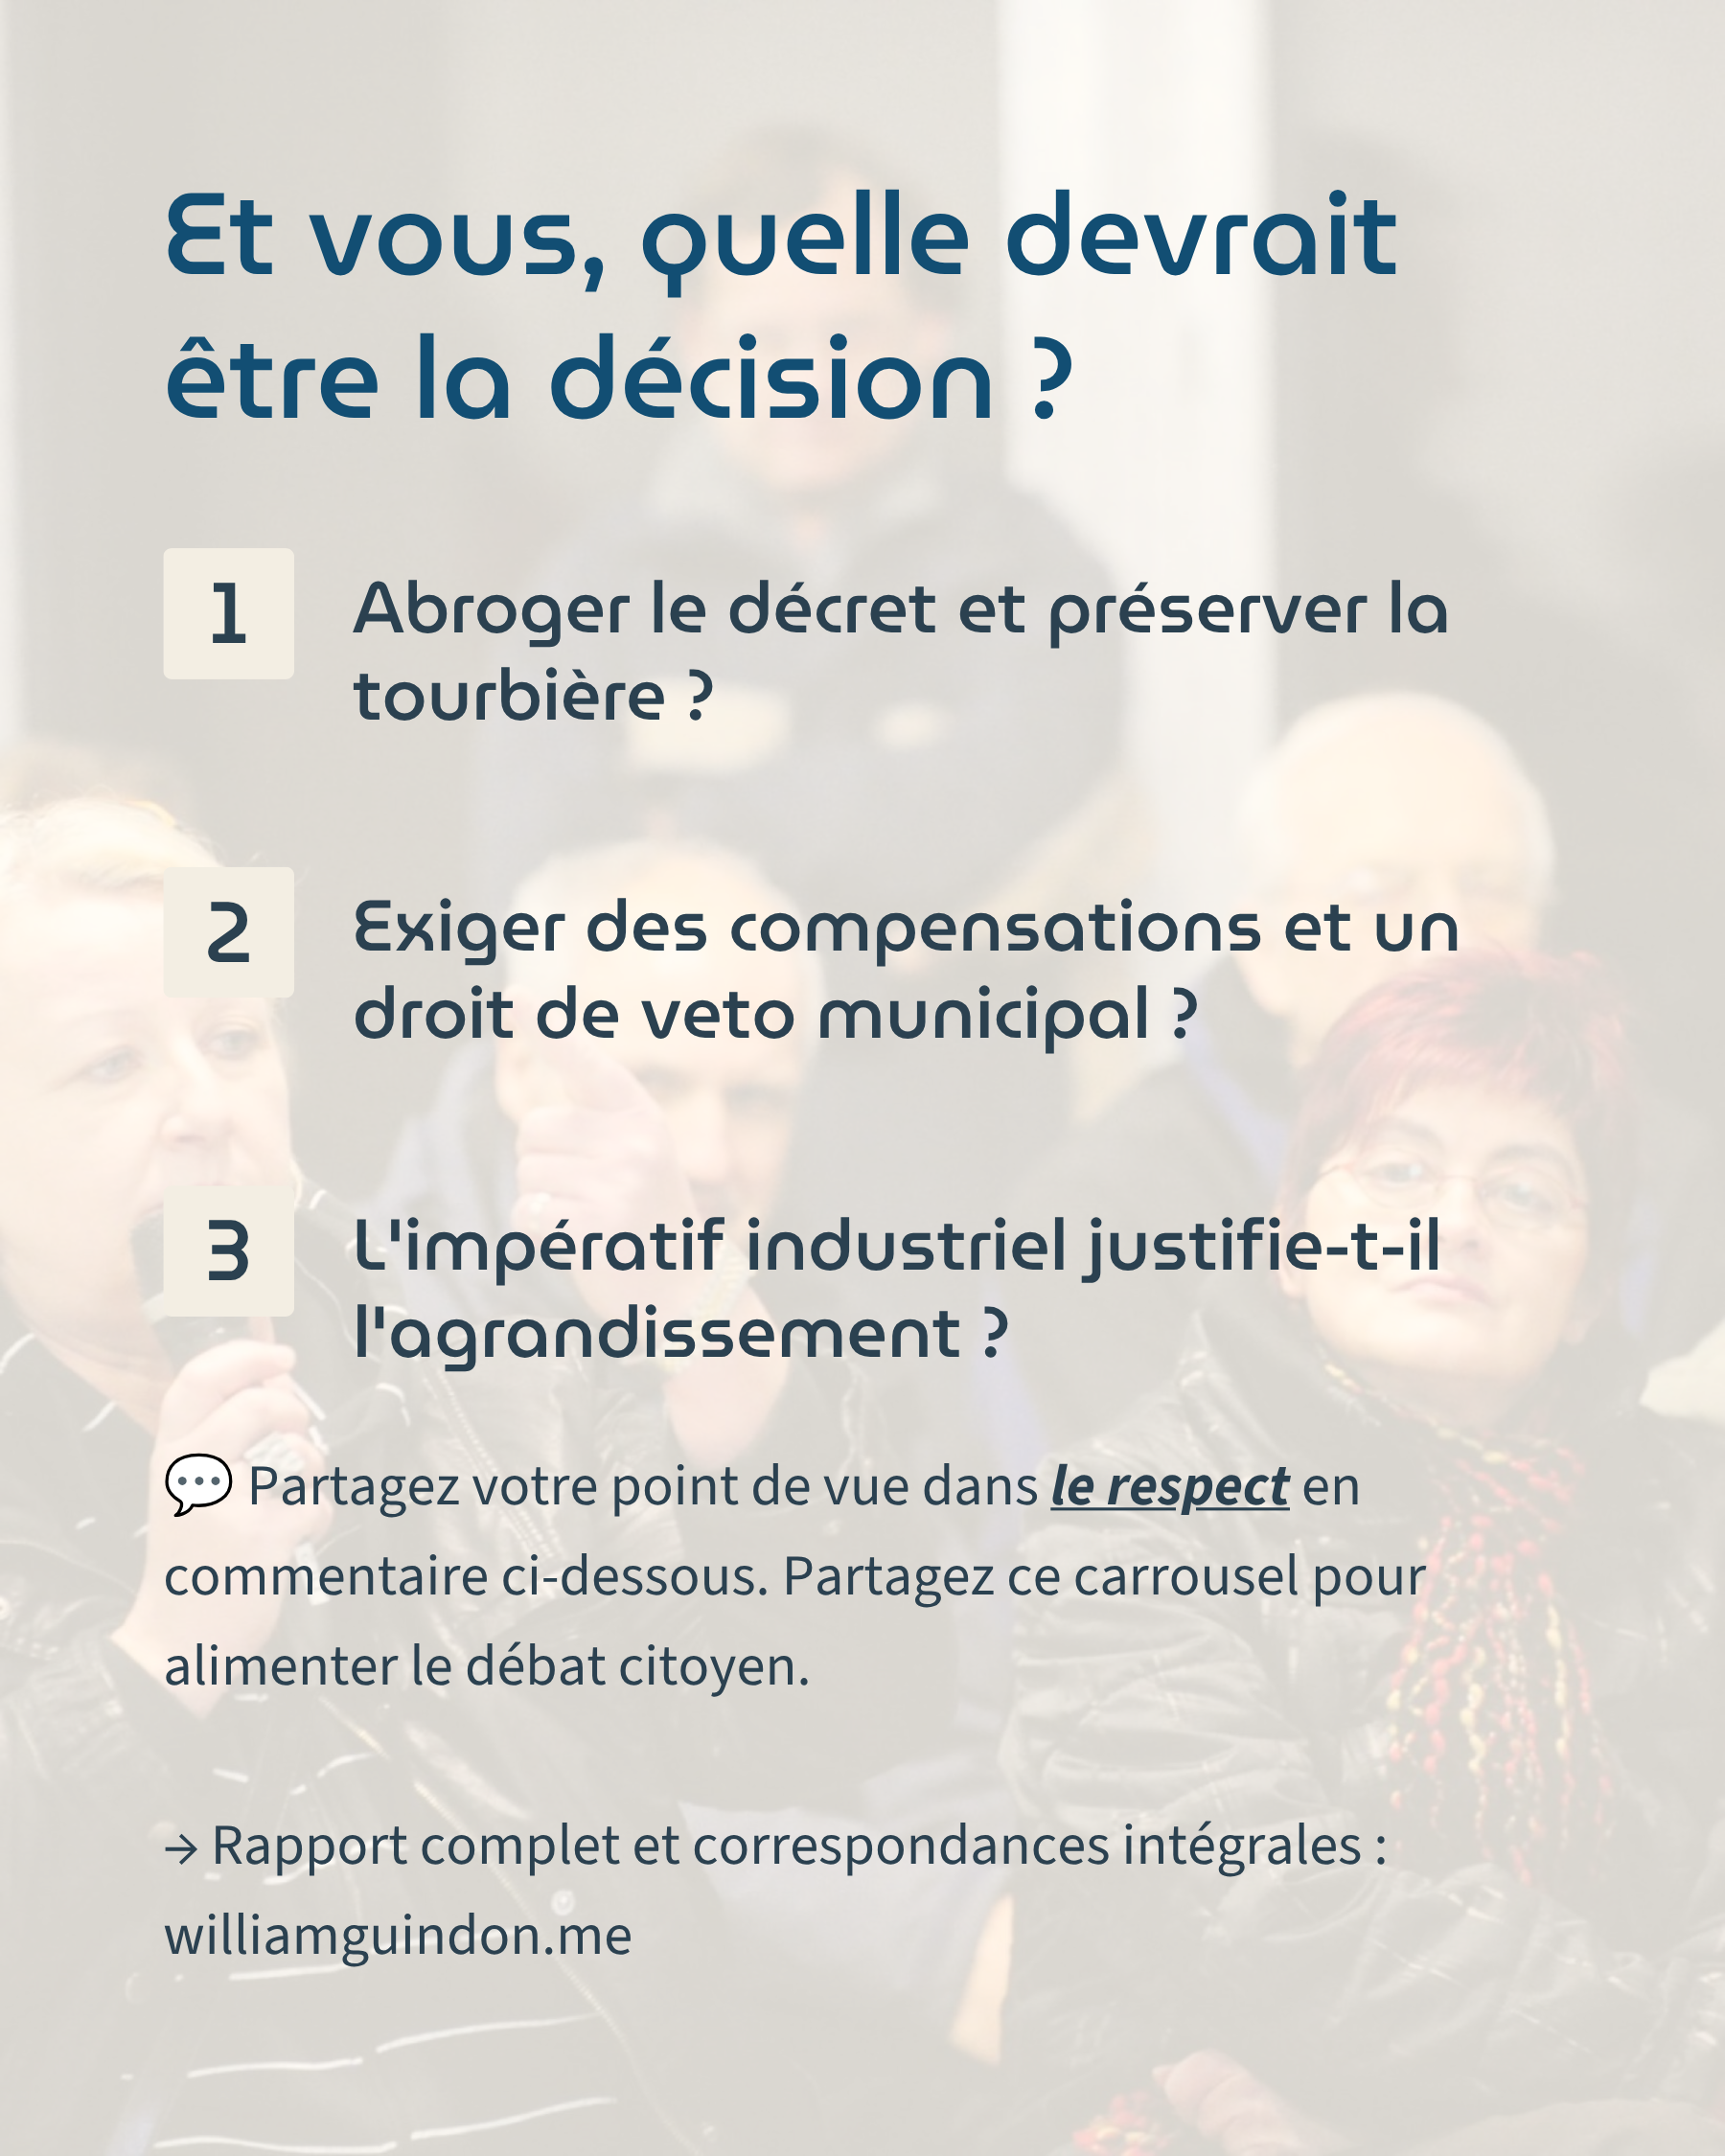 Et vous, quelle devrait
être la décision ?
1
Abroger le décret et préserver la
tourbière ?
2
Exiger des compensations et un
droit de veto municipal ?
3
L'impératif industriel justifie-t-il
l'agrandissement ?
💬 Partagez votre point de vue dans le respect en
commentaire ci-dessous. Partagez ce carrousel pour
alimenter le débat citoyen.
→ Rapport complet et correspondances intégrales :
williamguindon.me